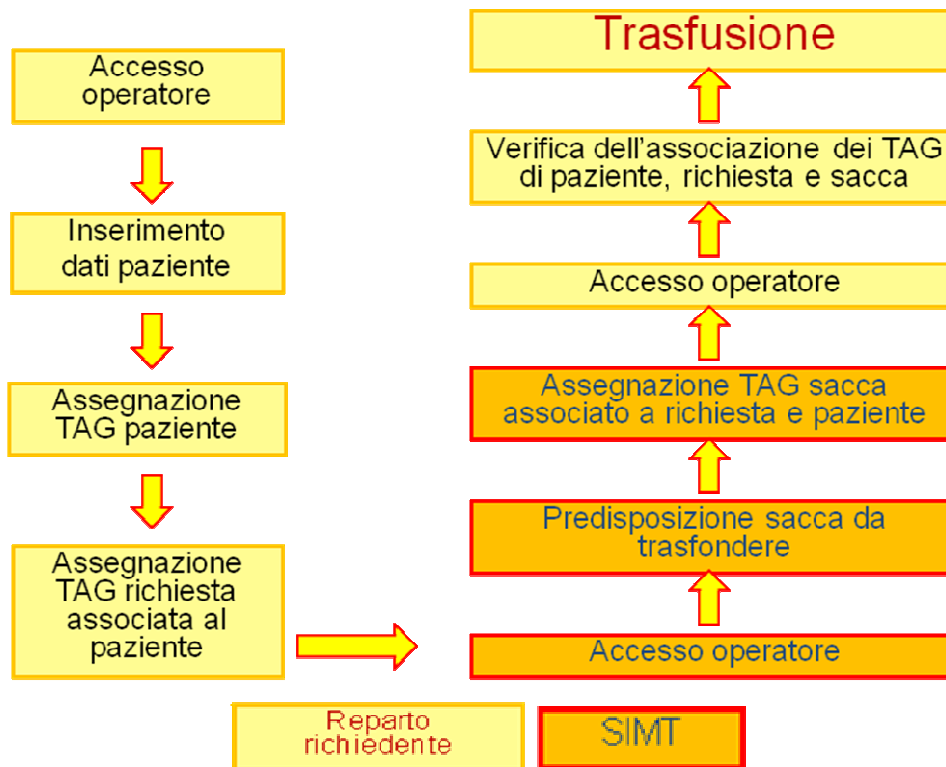 Accesso
operatore
Inserimento
dati paziente
Assegnazione
TAG paziente
Assegnazione
TAG richiesta
associata al
paziente
Trasfusione
Verifica dell'associazione dei TAG
di paziente, richiesta e sacca
Accesso operatore
Assegnazione TAG sacca
associato a richiesta e paziente
Predisposizione sacca da
trasfondere
Accesso operatore
Reparto
richiedente
SIMT